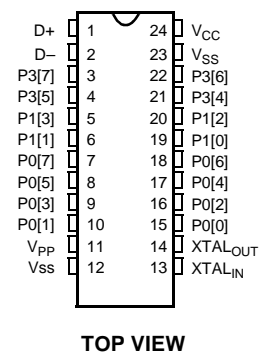 D+ 1 24 VCC
D– 2 23 VSS
P3[7] 3 22 P3[6]
P3[5] 4 21 P3[4]
P1[3] 5 20 P1[2]
P1[1] 6 19 P1[0]
P0[7] 7 18 P0[6]
P0[5] 8 17 P0[4]
P0[3] 9 16 P0[2]
P0[1] 10 15 P0[0]
VPP 11 14 XTALOUT
Vss 12 13 XTALIN
TOP VIEW